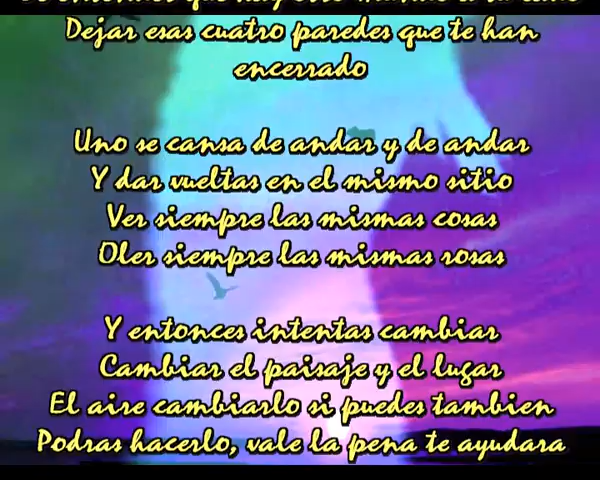 Dejar esas cuatro paredes que te han
encerrado
Uno se cansa de andar y de andar
Y dar vueltas en el mismo sitio
Ver siempre las mismas cosas
Oler siempre las mismas rosas
Y entonces intentas cambiar
Cambiar el paisaje y el lugar
El aire cambiarlo si puedes tambien
Podras hacerlo, vale la pena te ayudara